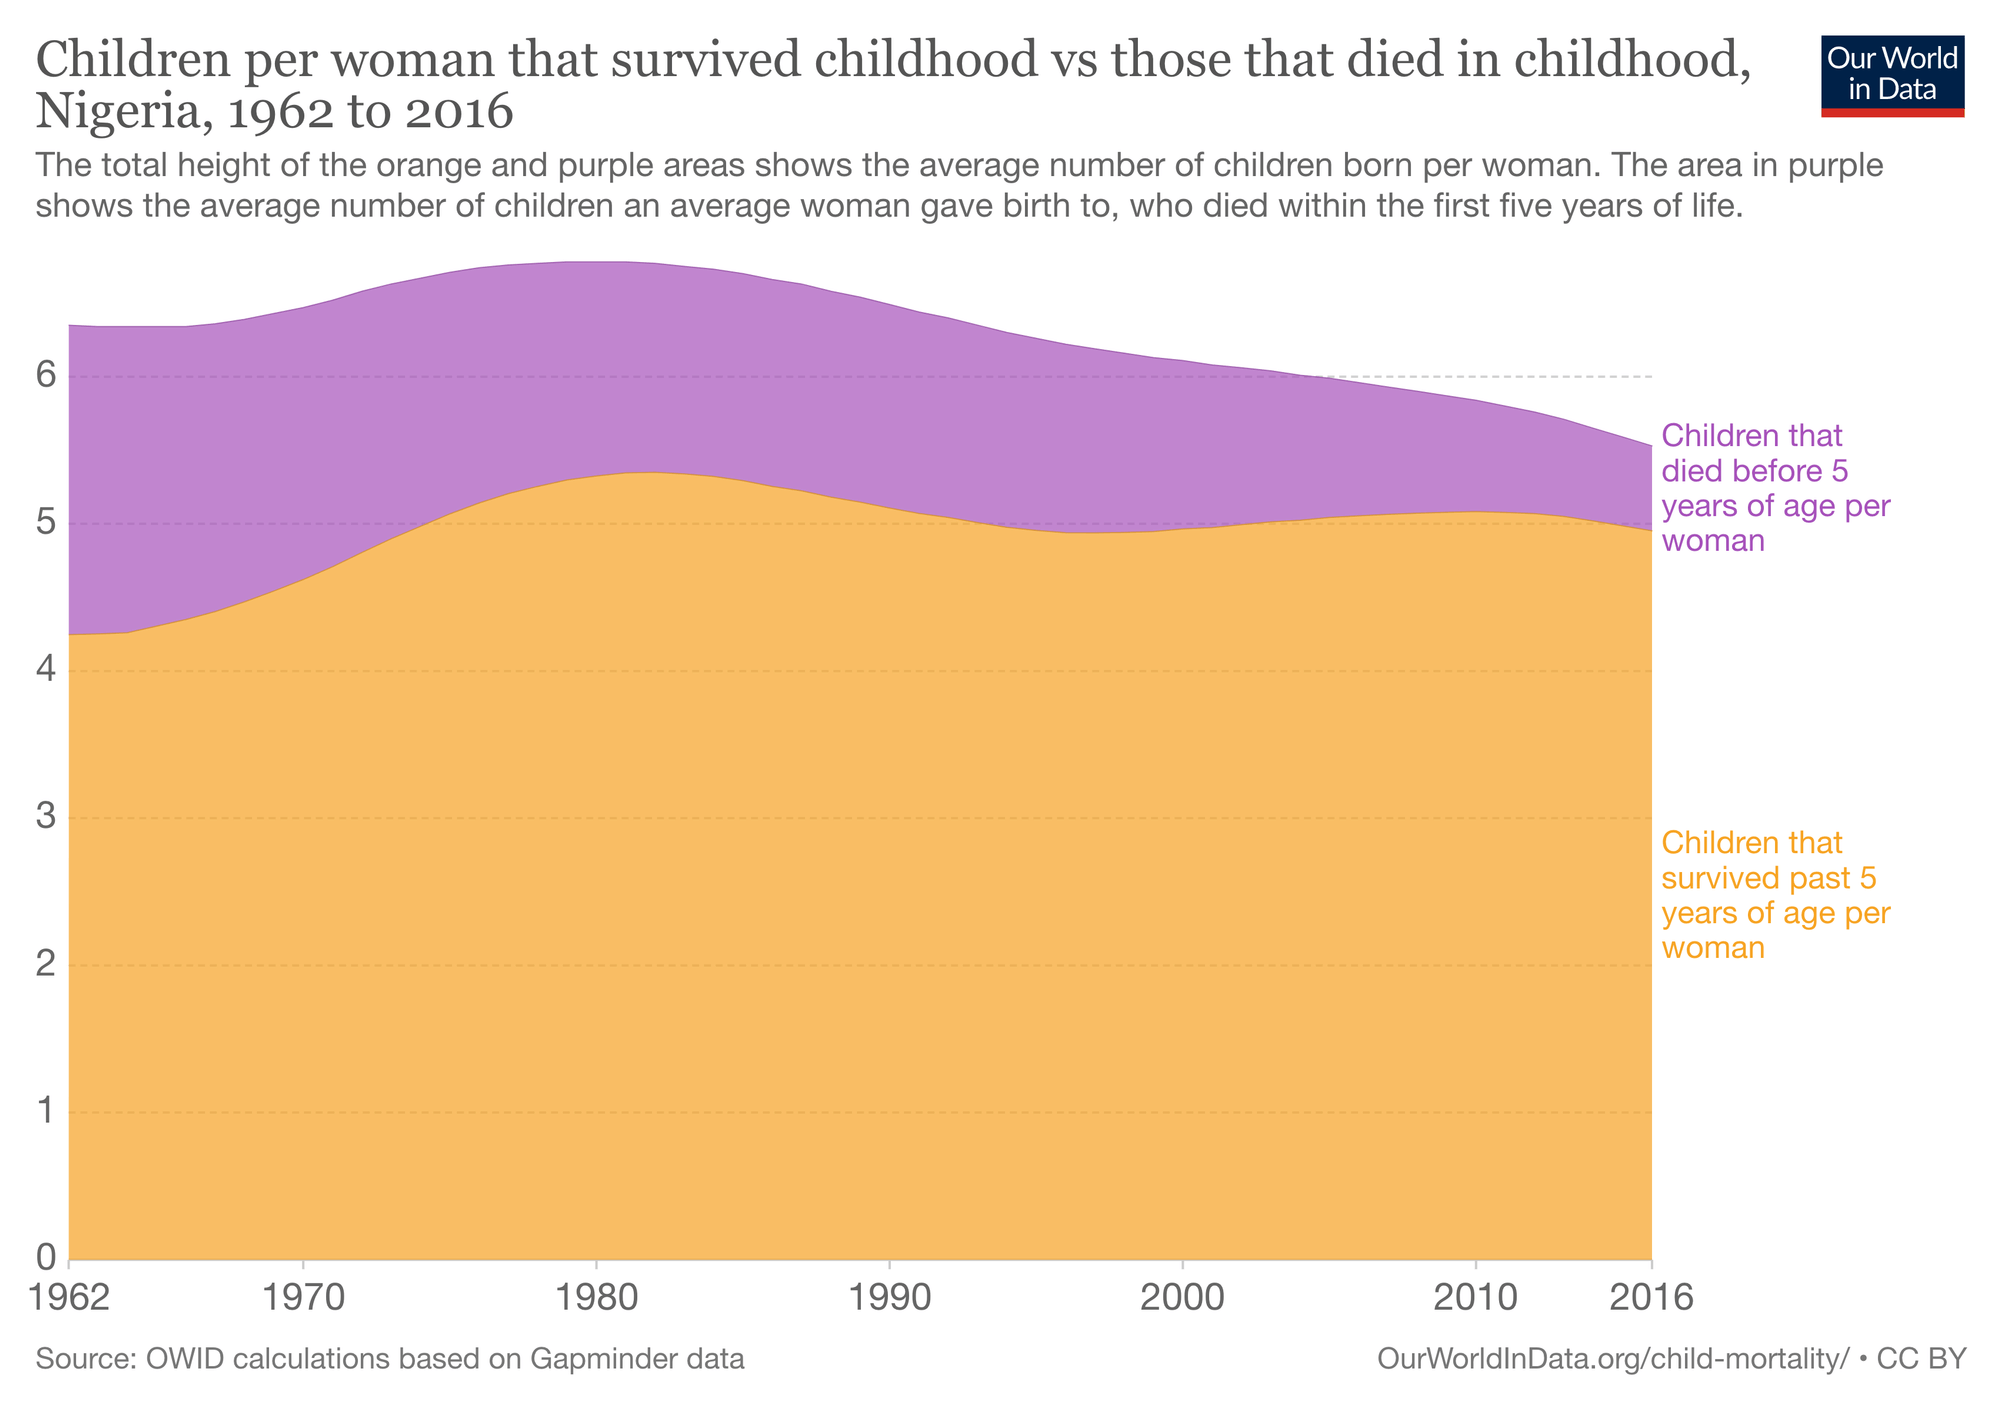 Children per woman that survived childhood vs those that died in childhood,
Nigeria, 1962 to 2016
Our World
in Data
The total height of the orange and purple areas shows the average number of children born per woman. The area in purple
shows the average number of children an average woman gave birth to, who died within the first five years of life.
6
5
4
3
2
1
0
Children that
died before 5
years of age per
woman
Children that
survived past 5
years of age per
woman
1962 1970 1980 1990 2000 2010 2016
Source: OWID calculations based on Gapminder data
OurWorldInData.org/child-mortality/ • CC BY